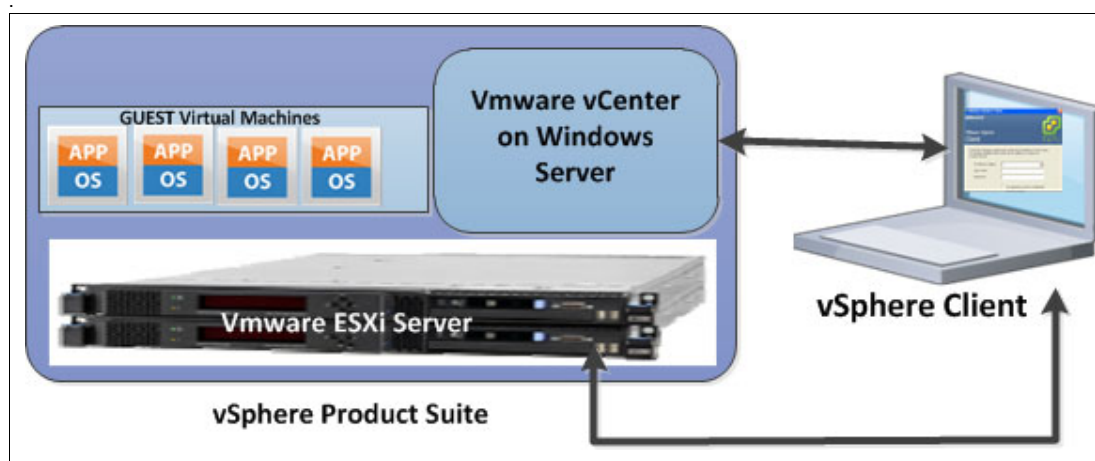 GUEST Virtual Machines
APP
OS
APP
OS
APP
OS
APP
OS
Vmware vCenter
on Windows
Server
Vmware ESXi Server
vSphere Client
vSphere Product Suite